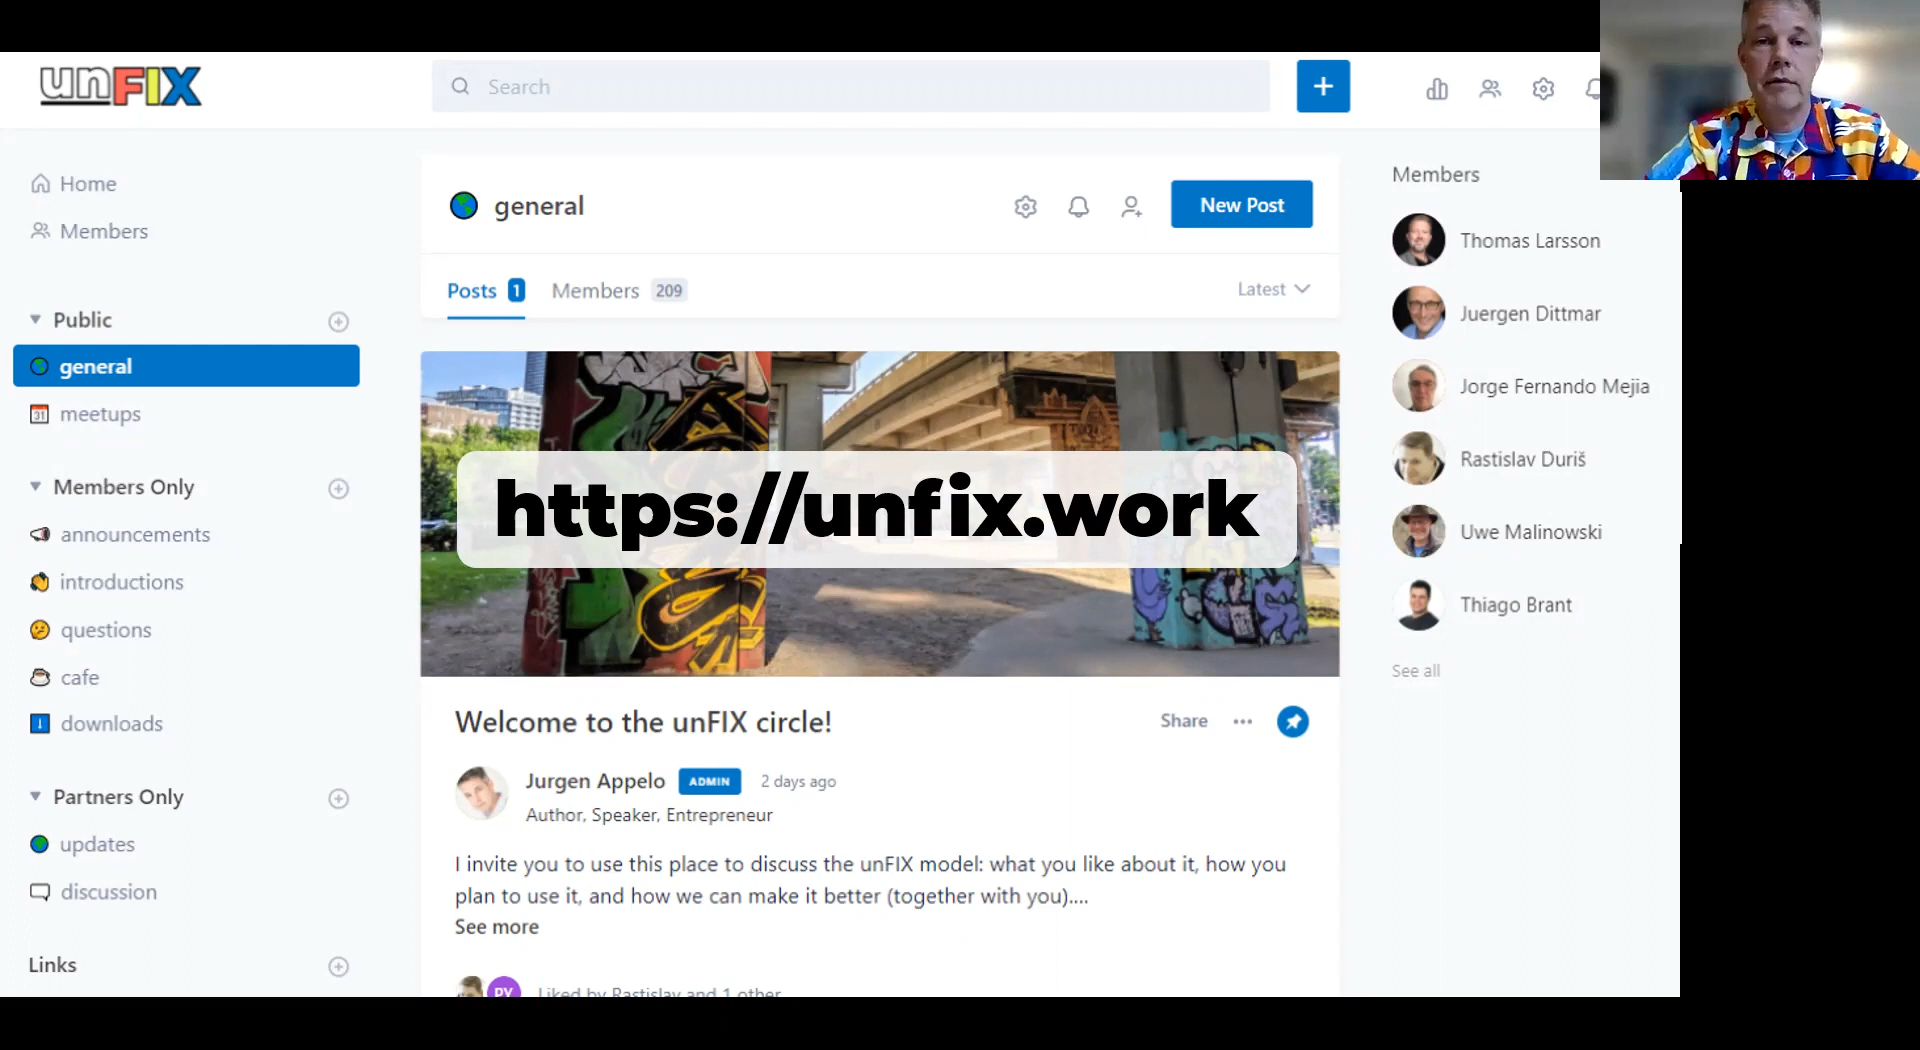 unFIX
Search
Home
Members
Public
general
meetups
Members Only
announcements
introductions
questions
cafe
downloads
Partners Only
updates
discussion
Links
general
New Post
Posts 1 Members 209
Latest
https://unfix.work
Welcome to the unFIX circle!
Share
Jurgen Appelo ADMIN 2 days ago
Author, Speaker, Entrepreneur
I invite you to use this place to discuss the unFIX model: what you like about it, how you
plan to use it, and how we can make it better (together with you)....
See more
PV
Liked by Rastislav and 1 other
Members
Thomas Larsson
Juergen Dittmar
Jorge Fernando Mejia
Rastislav Duriš
Uwe Malinowski
Thiago Brant
See all